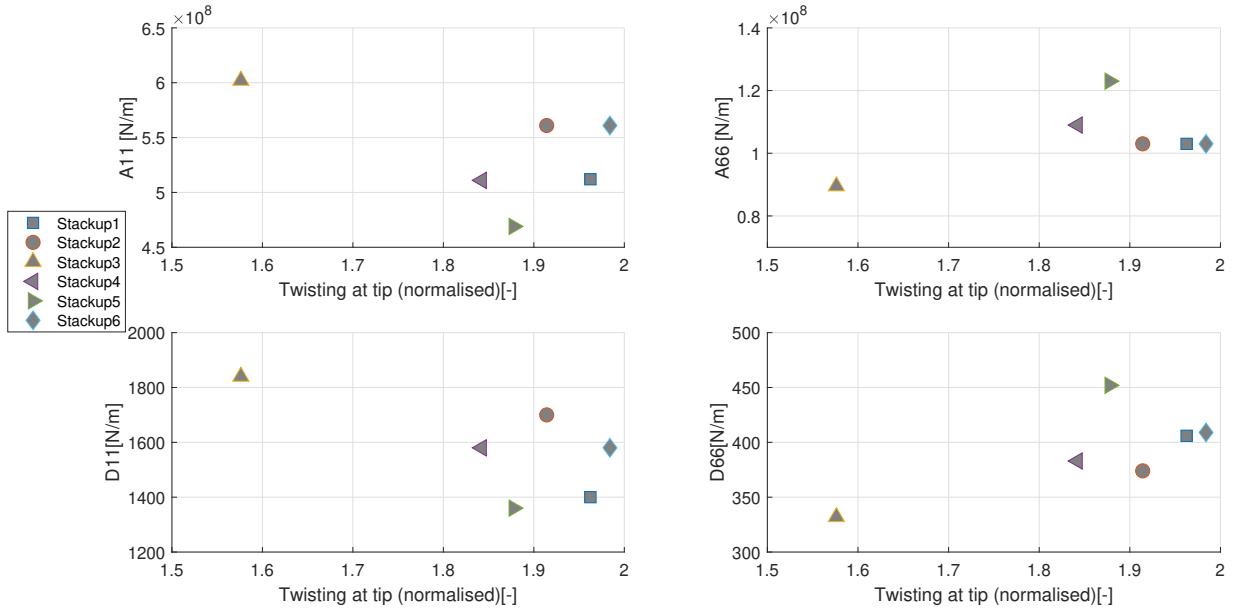 ×10⁸
6.5
6
5.5
5
4.5
A11 [N/m]
1.5 1.6 1.7 1.8 1.9 2
Twisting at tip (normalised)[-]
×10⁸
1.4
1.2
1
0.8
A66 [N/m]
1.5 1.6 1.7 1.8 1.9 2
Twisting at tip (normalised)[-]
Stackup1
Stackup2
Stackup3
Stackup4
Stackup5
Stackup6
2000
1800
1600
1400
1200
D11[N/m]
1.5 1.6 1.7 1.8 1.9 2
Twisting at tip (normalised)[-]
500
450
400
350
300
D66[N/m]
1.5 1.6 1.7 1.8 1.9 2
Twisting at tip (normalised)[-]